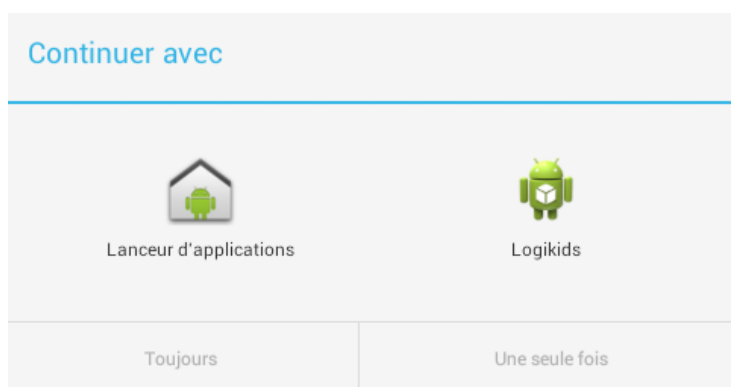 Continuer avec
Lanceur d'applications
Logikids
Toujours
Une seule fois